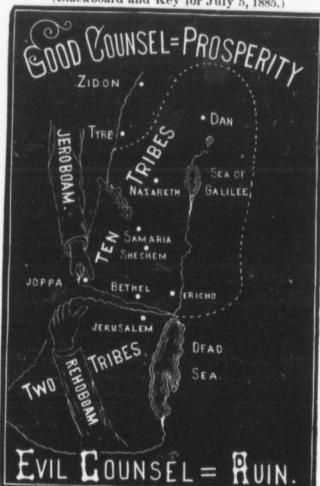 (Blackboard and Key for July 5, 1885.)
GOOD COUNSEL = PROSPERITY
ZIDON
TYRE
DAN
TEN TRIBES
JEROBOAM.
SEA OF
GALILEE
NAZARETH
SAMARIA
SHECHEM
JOPPA
BETHEL
JERICHO
JERUSALEM
TWO TRIBES
REHOBOAM
DEAD
SEA.
EVIL COUNSEL = RUIN.